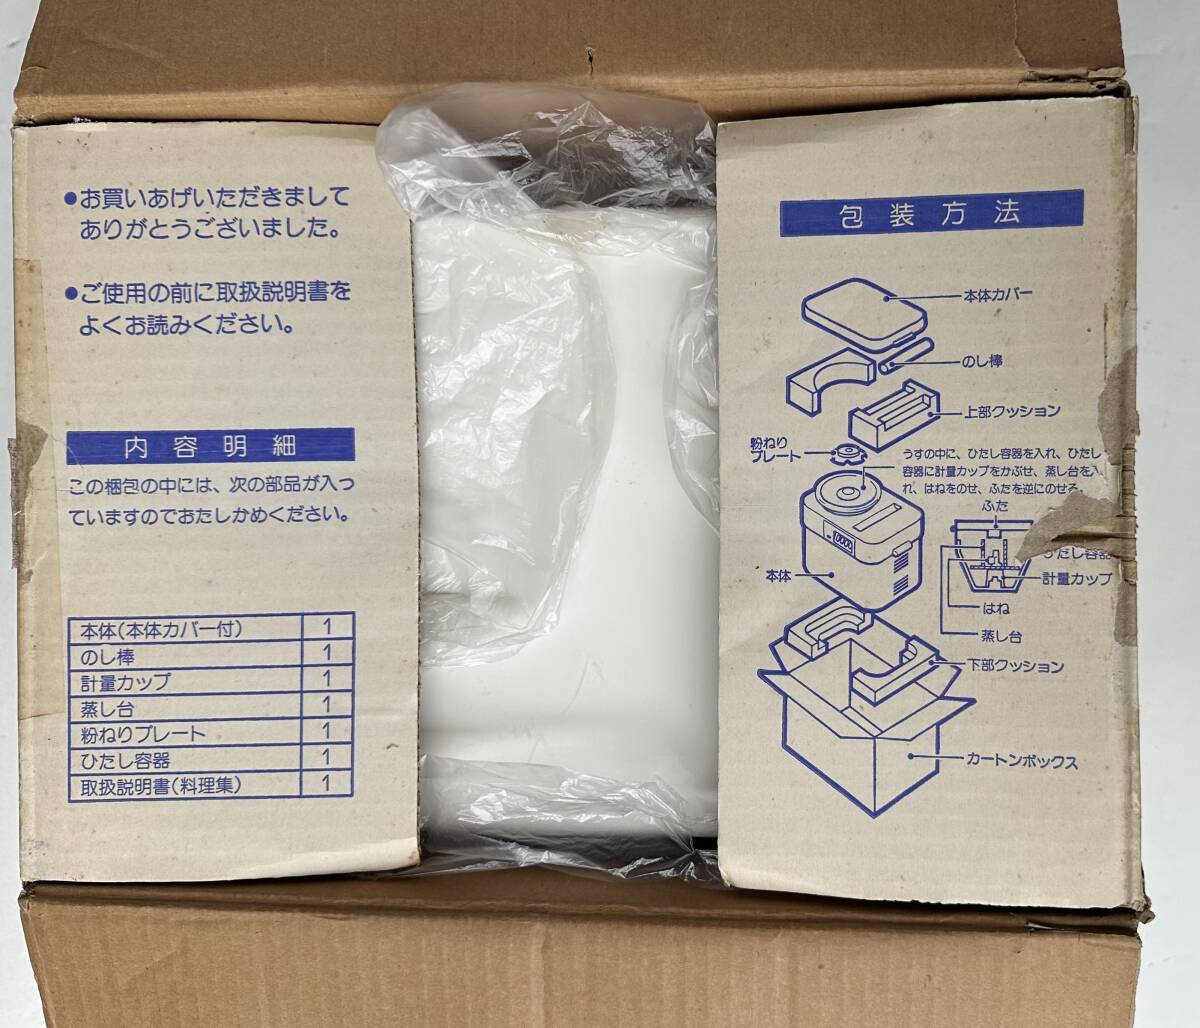 ●お買いあげいただきまして
ありがとうございました。
●ご使用の前に取扱説明書を
よくお読みください。
内容明細
この梱包の中には、次の部品が入っ
ていますのでおたしかめください。
本体(本体カバー付) 1
のし棒 1
計量カップ 1
蒸し台 1
粉ねりプレート 1
ひたし容器 1
取扱説明書(料理集) 1
包装方法
本体カバー
のし棒
上部クッション
粉ねり
プレート
うすの中に、ひたし容器を入れ、ひたし
容器に計量カップをかぶせ、蒸し台を入
れ、はねをのせ、ふたを逆にのせる
ふた
本体
ひたし容器
計量カップ
はね
蒸し台
下部クッション
カートンボックス